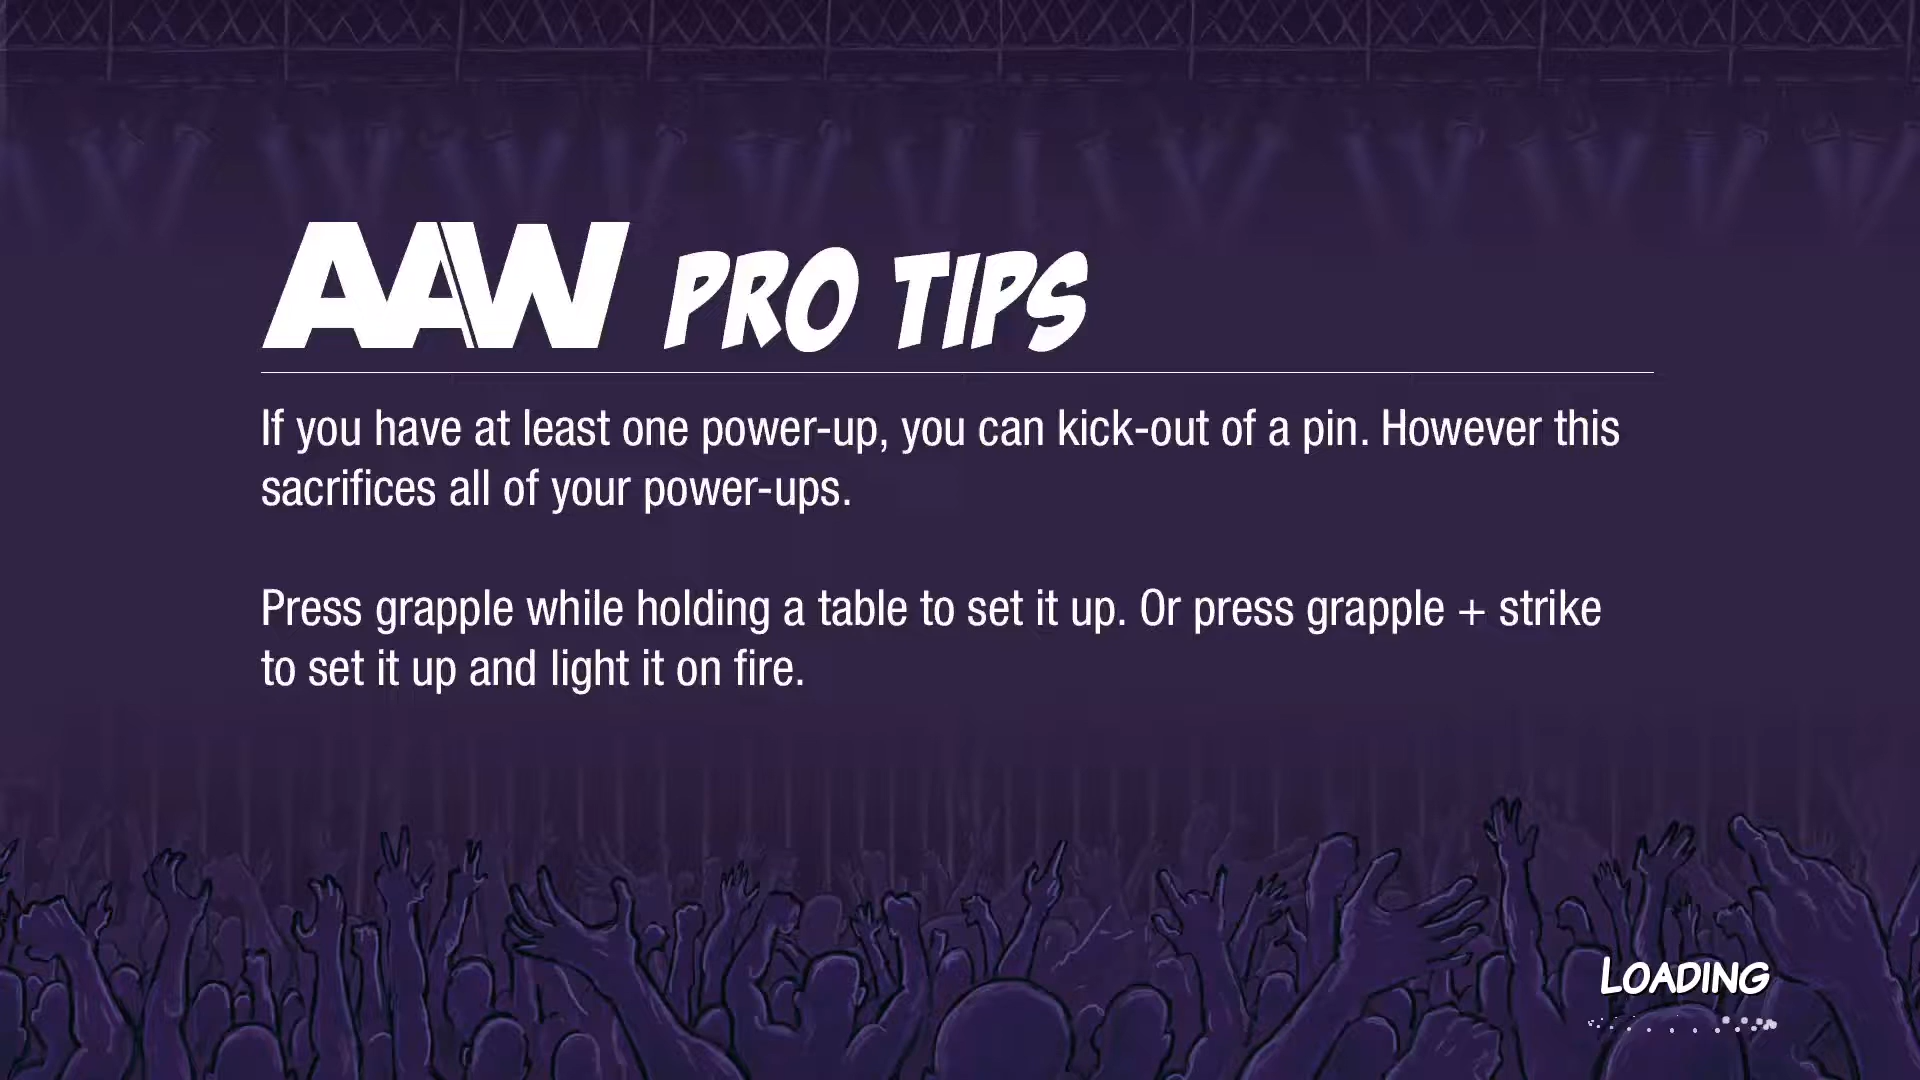 AAW PRO TIPS
If you have at least one power-up, you can kick-out of a pin. However this
sacrifices all of your power-ups.
Press grapple while holding a table to set it up. Or press grapple + strike
to set it up and light it on fire.
LOADING